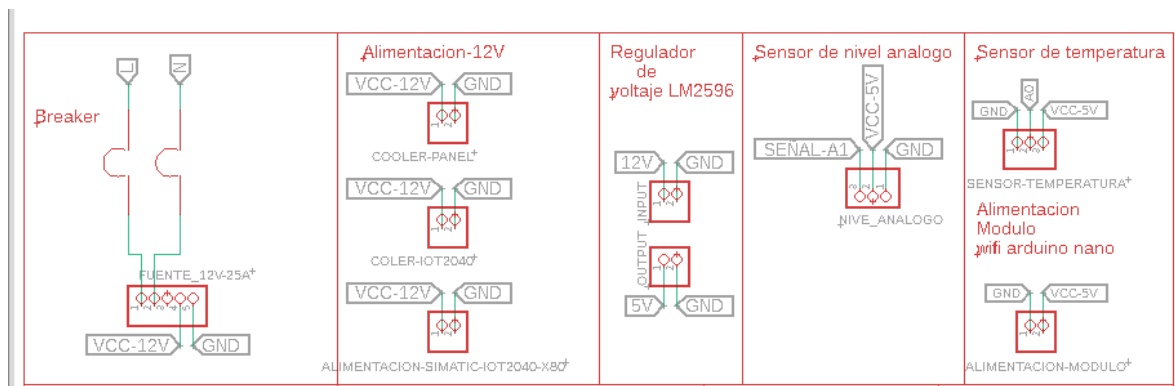 L
N
Breaker
FUENTE_12V-25A
1
2
3
4
5
VCC-12V
GND
Alimentacion-12V
VCC-12V
GND
1
2
COOLER-PANEL
VCC-12V
GND
1
2
COLER-IOT2040
VCC-12V
GND
1
2
ALIMENTACION-SIMATIC-IOT2040-X80
Regulador
de
voltaje LM2596
12V
GND
INPUT
1
2
OUTPUT
5V
GND
Sensor de nivel analogo
VCC-5V
SEÑAL-A1
GND
3
2
1
NIVE_ANALOGO
Sensor de temperatura
GND
A0
VCC-5V
1
2
3
SENSOR-TEMPERATURA
Alimentacion
Modulo
wifi arduino nano
GND
VCC-5V
1
2
ALIMENTACION-MODULO